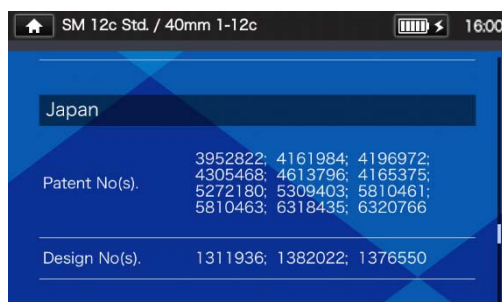 SM 12c Std. / 40mm 1-12c
16:00
Japan
Patent No(s).
3952822; 4161984; 4196972;
4305468; 4613796; 4165375;
5272180; 5309403; 5810461;
5810463; 6318435; 6320766
Design No(s).
1311936; 1382022; 1376550